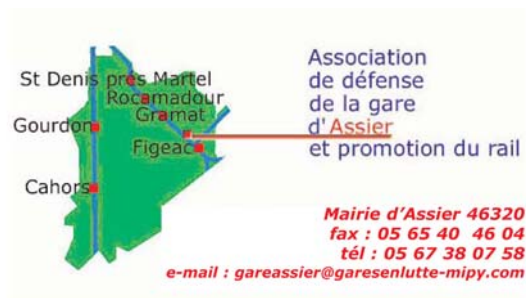 St Denis près Martel
Rocamadour
Gramat
Gourdon
Figeac
Cahors
Association
de défense
de la gare
d'Assier
et promotion du rail
Mairie d'Assier 46320
fax : 05 65 40 46 04
tél : 05 67 38 07 58
e-mail : gareassier@garesenlutte-mipy.com